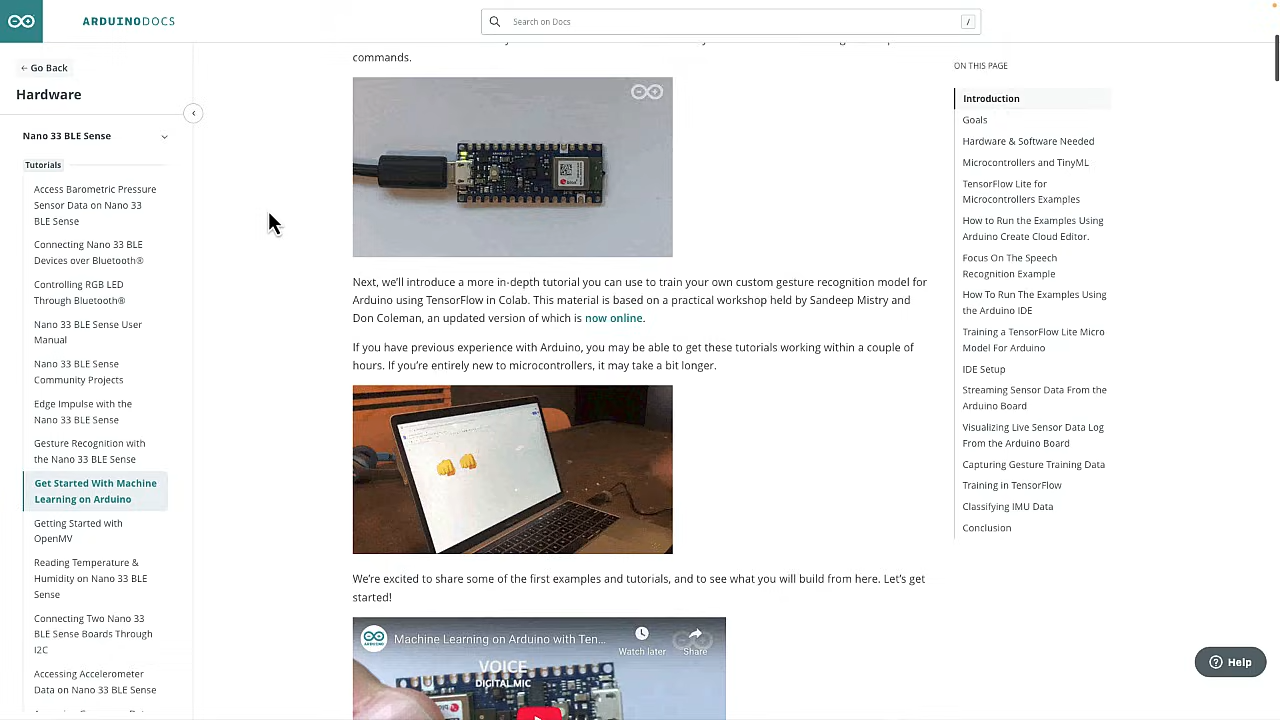 ARDUINODOCS
Search on Docs
/
Go Back
Hardware
Nano 33 BLE Sense
Tutorials
Access Barometric Pressure
Sensor Data on Nano 33
BLE Sense
Connecting Nano 33 BLE
Devices over Bluetooth®
Controlling RGB LED
Through Bluetooth®
Nano 33 BLE Sense User
Manual
Nano 33 BLE Sense
Community Projects
Edge Impulse with the
Nano 33 BLE Sense
Gesture Recognition with
the Nano 33 BLE Sense
Get Started With Machine
Learning on Arduino
Getting Started with
OpenMV
Reading Temperature &
Humidity on Nano 33 BLE
Sense
Connecting Two Nano 33
BLE Sense Boards Through
I2C
Accessing Accelerometer
Data on Nano 33 BLE Sense
commands.
Next, we’ll introduce a more in-depth tutorial you can use to train your own custom gesture recognition model for
Arduino using TensorFlow in Colab. This material is based on a practical workshop held by Sandeep Mistry and
Don Coleman, an updated version of which is now online.
If you have previous experience with Arduino, you may be able to get these tutorials working within a couple of
hours. If you’re entirely new to microcontrollers, it may take a bit longer.
We’re excited to share some of the first examples and tutorials, and to see what you will build from here. Let’s get
started!
Machine Learning on Arduino with Ten...
Watch later
Share
VOICE
DIGITAL MIC
ON THIS PAGE
Introduction
Goals
Hardware & Software Needed
Microcontrollers and TinyML
TensorFlow Lite for
Microcontrollers Examples
How to Run the Examples Using
Arduino Create Cloud Editor.
Focus On The Speech
Recognition Example
How To Run The Examples Using
the Arduino IDE
Training a TensorFlow Lite Micro
Model For Arduino
IDE Setup
Streaming Sensor Data From the
Arduino Board
Visualizing Live Sensor Data Log
From the Arduino Board
Capturing Gesture Training Data
Training in TensorFlow
Classifying IMU Data
Conclusion
Help